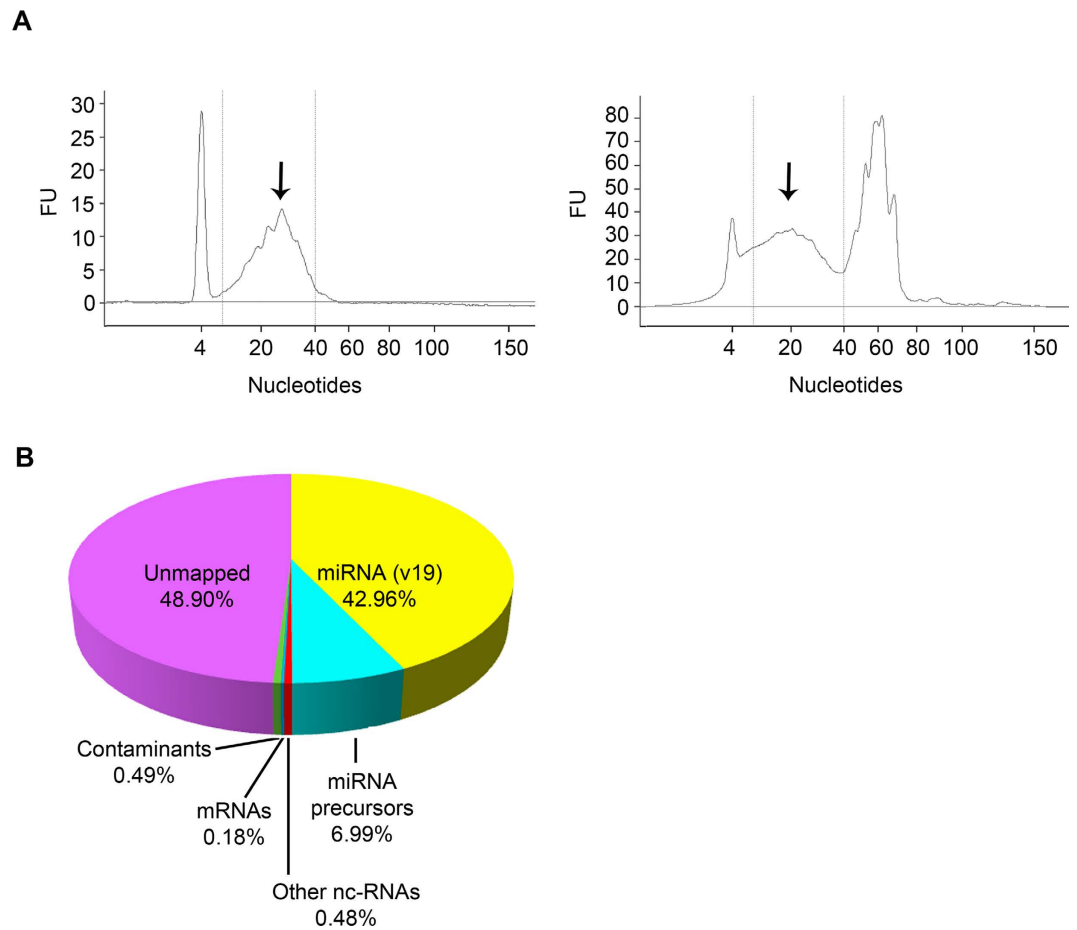 A
30
25
20
15
10
5
0
FU
4 20 40 60 80 100 150
Nucleotides
80
70
60
50
40
30
20
10
0
FU
4 20 40 60 80 100 150
Nucleotides
B
Unmapped
48.90%
miRNA (v19)
42.96%
Contaminants
0.49%
mRNAs
0.18%
miRNA
precursors
6.99%
Other nc-RNAs
0.48%